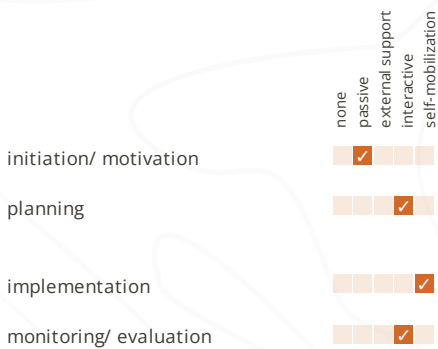 none
passive
external support
interactive
self-mobilization
initiation/ motivation
✓
planning
✓
implementation
✓
monitoring/ evaluation
✓